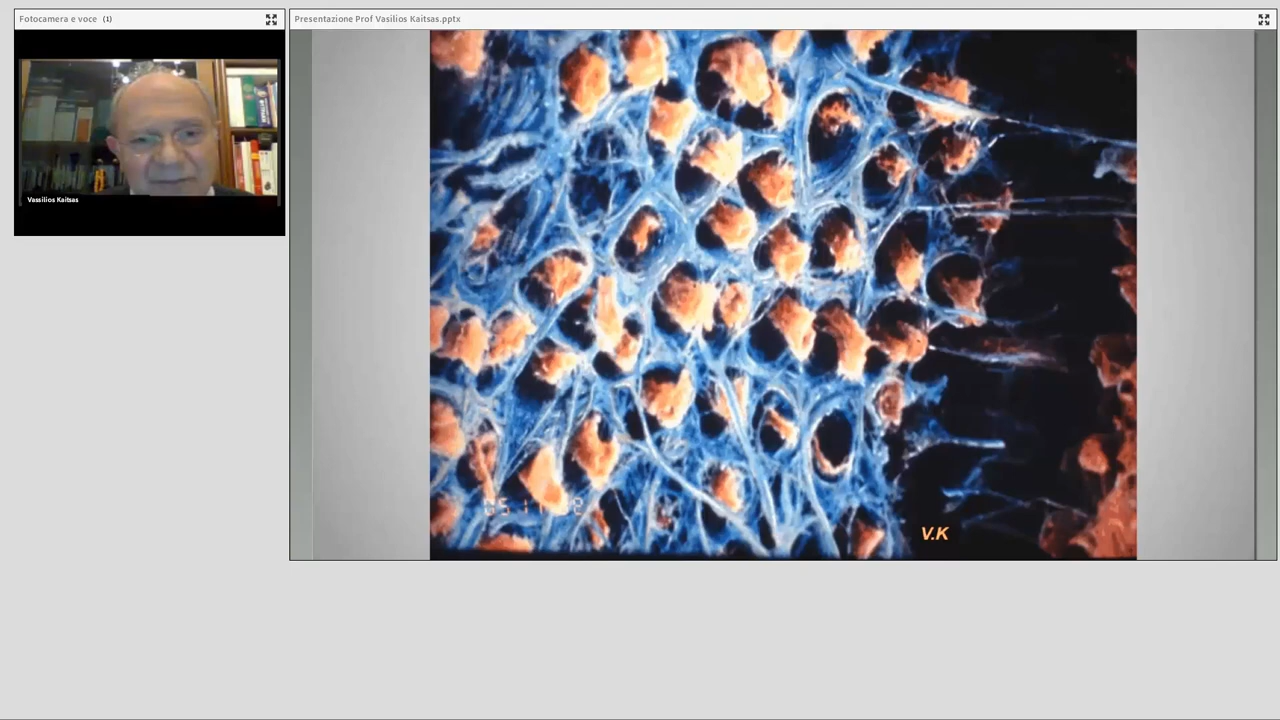 Fotocamera e voce (1)
Presentazione Prof Vasilios Kaitsas.pptx
Vassilios Kaitsas
V.K